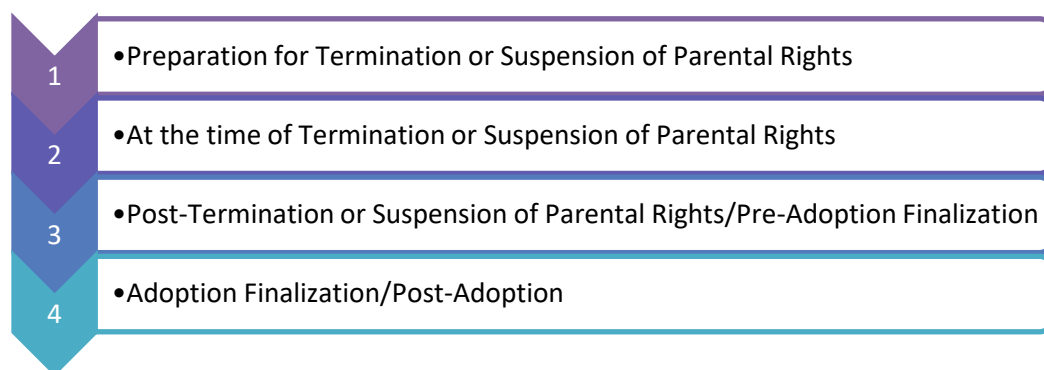 1
•Preparation for Termination or Suspension of Parental Rights
2
•At the time of Termination or Suspension of Parental Rights
3
•Post-Termination or Suspension of Parental Rights/Pre-Adoption Finalization
4
•Adoption Finalization/Post-Adoption